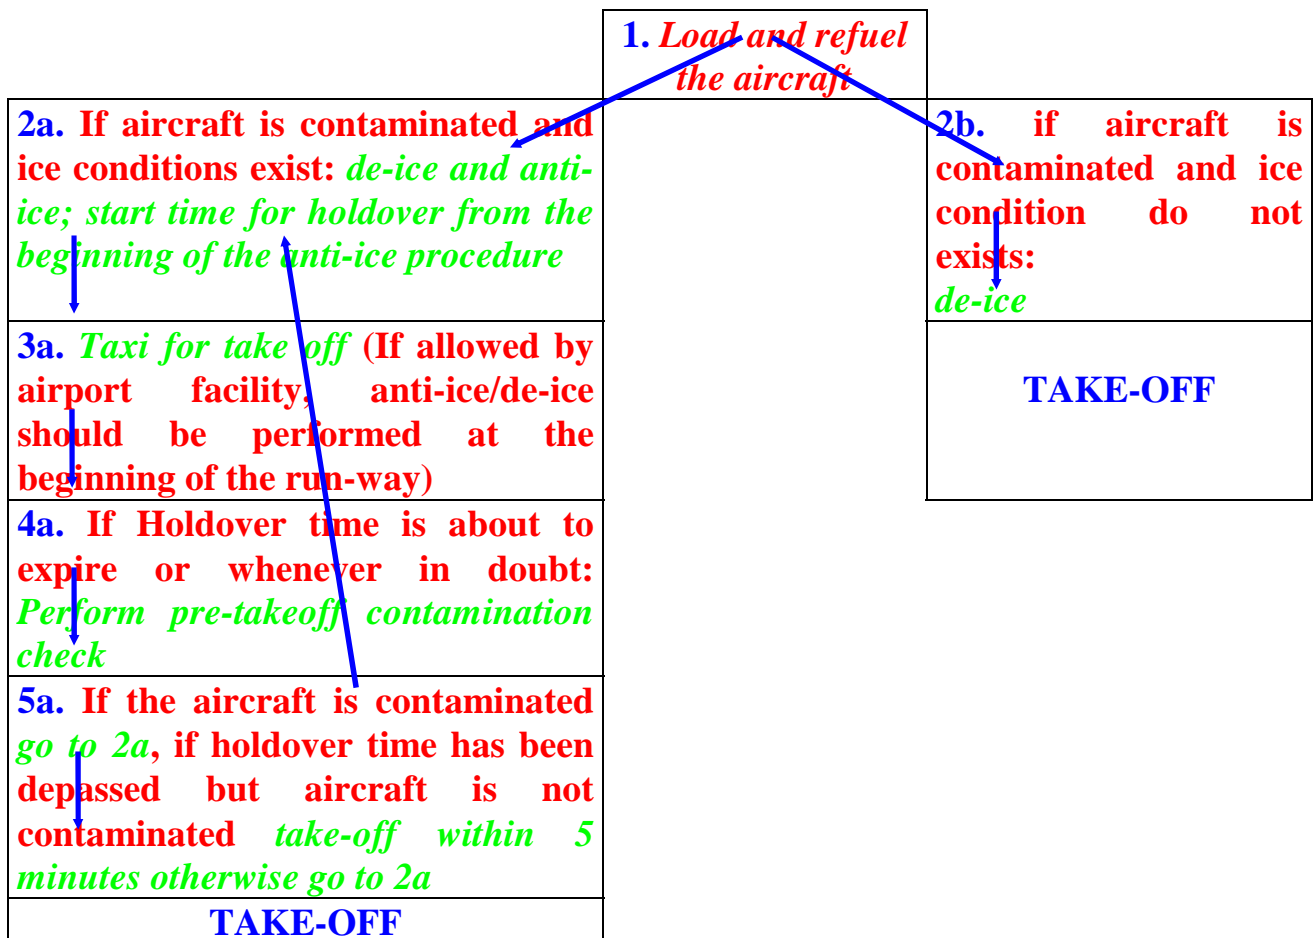 1. Load and refuel
the aircraft
2a. If aircraft is contaminated and
ice conditions exist: de-ice and anti-
ice; start time for holdover from the
beginning of the anti-ice procedure
2b. if aircraft is
contaminated and ice
condition do not
exists:
de-ice
3a. Taxi for take off (If allowed by
airport facility, anti-ice/de-ice
should be performed at the
beginning of the run-way)
TAKE-OFF
4a. If Holdover time is about to
expire or whenever in doubt:
Perform pre-takeoff contamination
check
5a. If the aircraft is contaminated
go to 2a, if holdover time has been
depassed but aircraft is not
contaminated take-off within 5
minutes otherwise go to 2a
TAKE-OFF